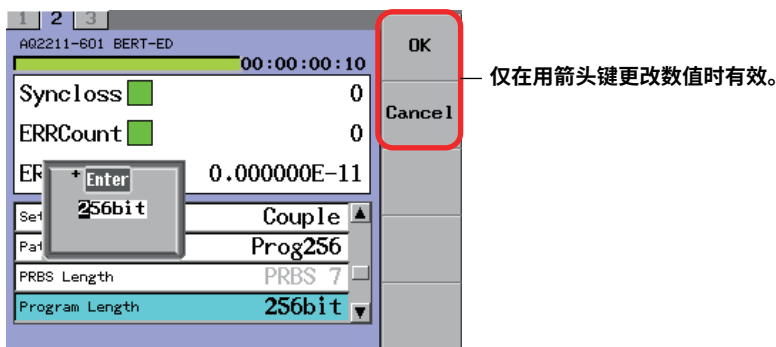 1 2 3
AQ2211-601 BERT-ED
00:00:00:10
Syncloss 0
ERRCount 0
ER 0.000000E-11
+ Enter
256bit
Set Couple
Pat Prog256
PRBS Length PRBS 7
Program Length 256bit
OK
Cancel
仅在用箭头键更改数值时有效。